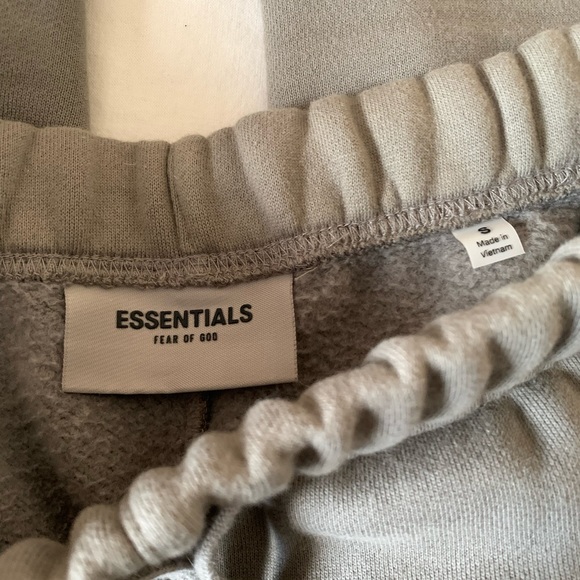 ESSENTIALS
FEAR OF GOD
S
Made in
Vietnam